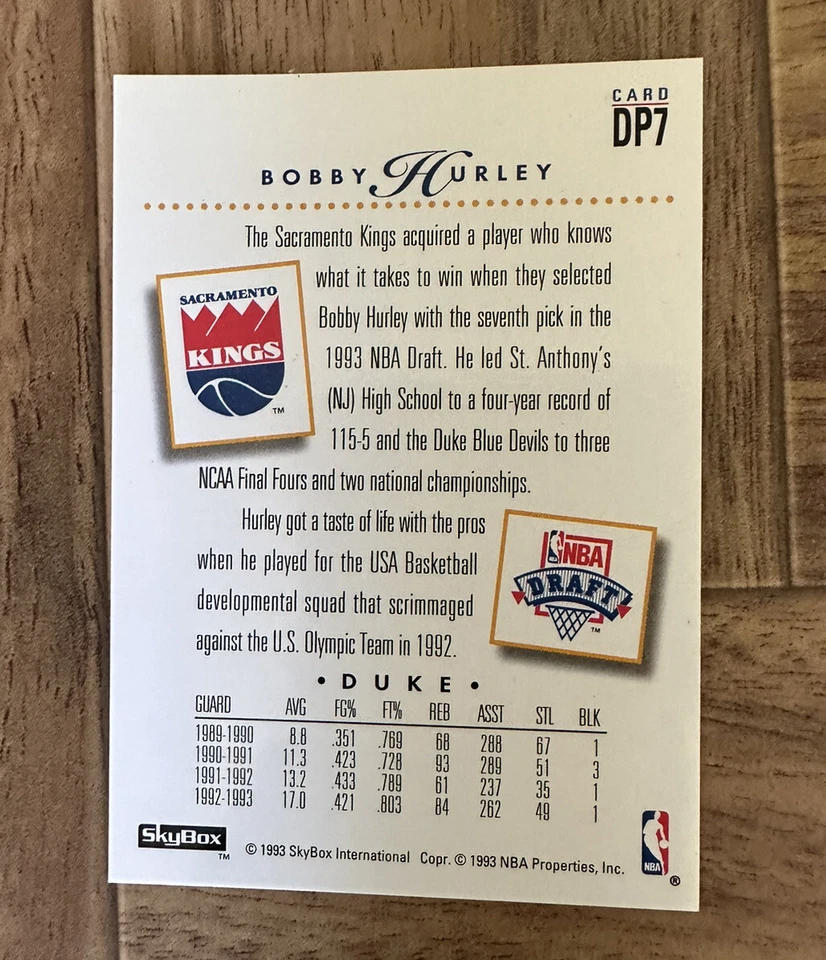 CARD
DP7
BOBBY HURLEY
The Sacramento Kings acquired a player who knows
what it takes to win when they selected
Bobby Hurley with the seventh pick in the
1993 NBA Draft. He led St. Anthony's
(NJ) High School to a four-year record of
115-5 and the Duke Blue Devils to three
NCAA Final Fours and two national championships.
SACRAMENTO
KINGS
TM
Hurley got a taste of life with the pros
when he played for the USA Basketball
developmental squad that scrimmaged
against the U.S. Olympic Team in 1992.
NBA
DRAFT
TM
• DUKE •
GUARD AVG FG% FT% REB ASST STL BLK
1989-1990 8.8 .351 .769 68 288 67 1
1990-1991 11.3 .423 .728 93 289 51 3
1991-1992 13.2 .433 .789 61 237 35 1
1992-1993 17.0 .421 .803 84 262 49 1
SkyBox
TM
© 1993 SkyBox International Copr. © 1993 NBA Properties, Inc.
NBA
®